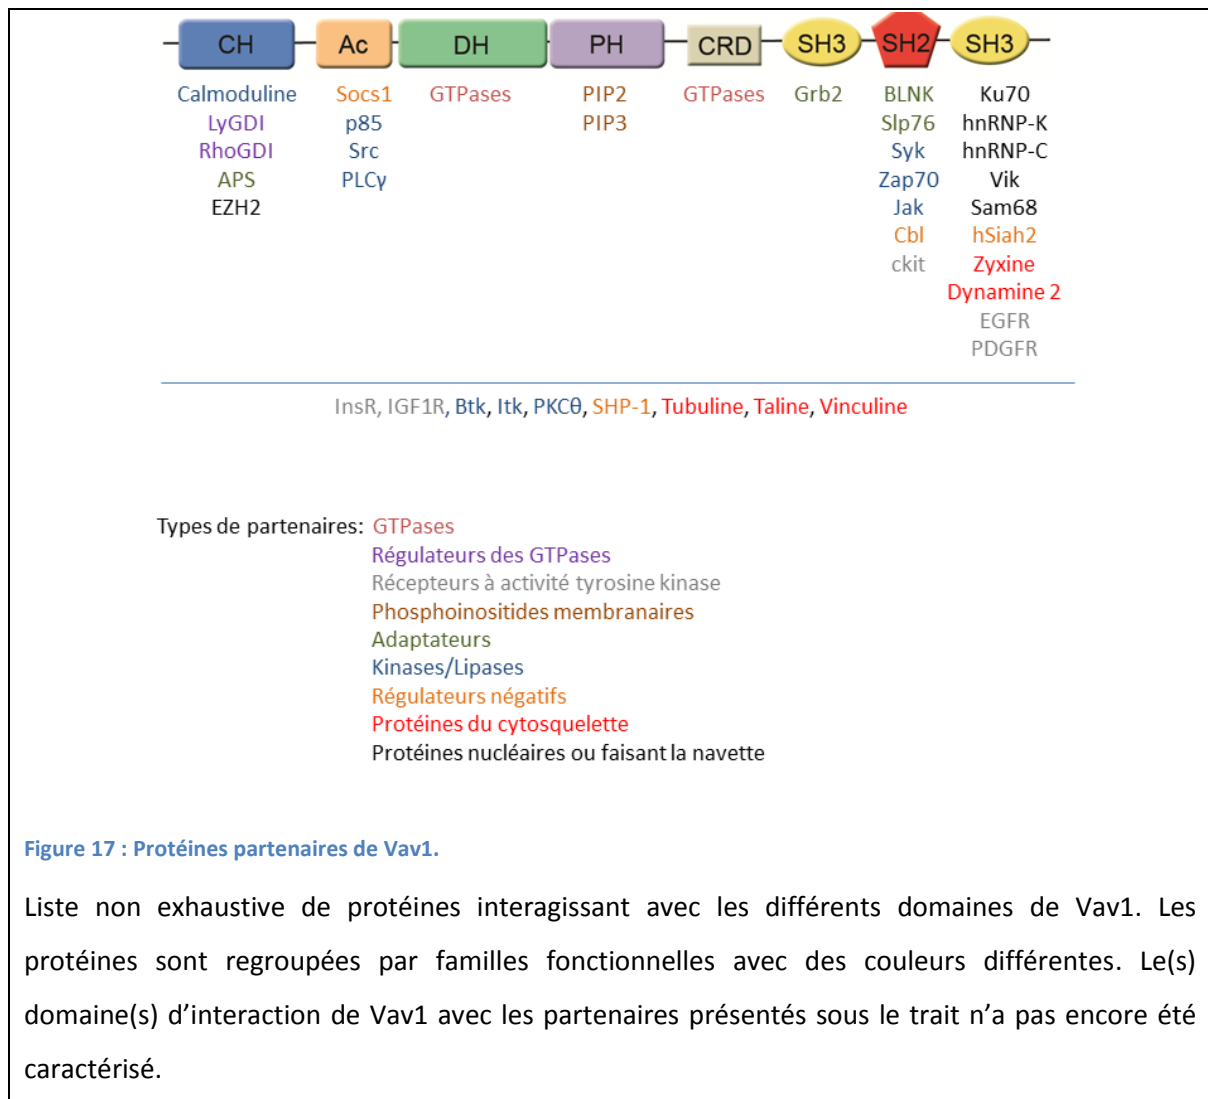 CH Ac DH PH CRD SH3 SH2 SH3
Calmoduline Socs1 GTPases PIP2 GTPases Grb2 BLNK Ku70
LyGDI p85 PIP3 Slp76 hnRNP-K
RhoGDI Src Syk hnRNP-C
APS PLCγ Zap70 Vik
EZH2 Jak Sam68
Cbl hSiah2
ckit Zyxine
Dynamine 2
EGFR
PDGFR
InsR, IGF1R, Btk, Itk, PKCθ, SHP-1, Tubuline, Taline, Vinculine
Types de partenaires: GTPases
Régulateurs des GTPases
Récepteurs à activité tyrosine kinase
Phosphoinositides membranaires
Adaptateurs
Kinases/Lipases
Régulateurs négatifs
Protéines du cytosquelette
Protéines nucléaires ou faisant la navette
Figure 17 : Protéines partenaires de Vav1.
Liste non exhaustive de protéines interagissant avec les différents domaines de Vav1. Les
protéines sont regroupées par familles fonctionnelles avec des couleurs différentes. Le(s)
domaine(s) d’interaction de Vav1 avec les partenaires présentés sous le trait n’a pas encore été
caractérisé.